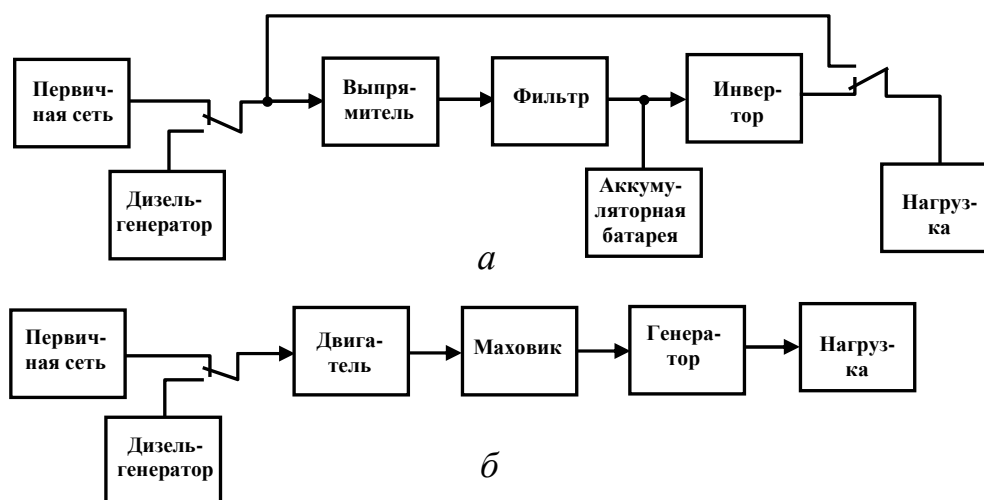 Первич-
ная сеть
Дизель-
генератор
Выпря-
митель
Фильтр
Аккуму-
ляторная
батарея
Инвер-
тор
Нагруз-
ка
а
Первич-
ная сеть
Дизель-
генератор
Двига-
тель
Маховик
Генера-
тор
Нагруз-
ка
б